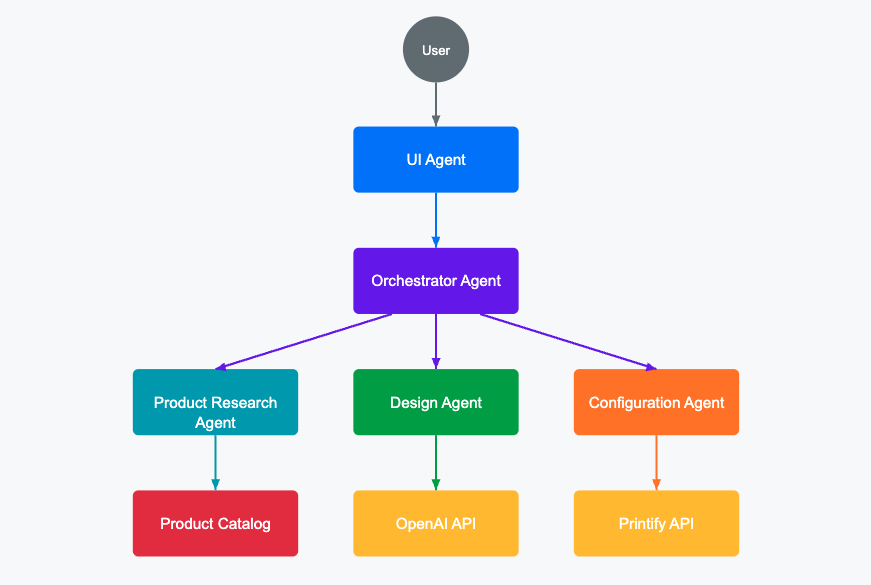 User
UI Agent
Orchestrator Agent
Product Research
Agent
Design Agent
Configuration Agent
Product Catalog
OpenAI API
Printify API